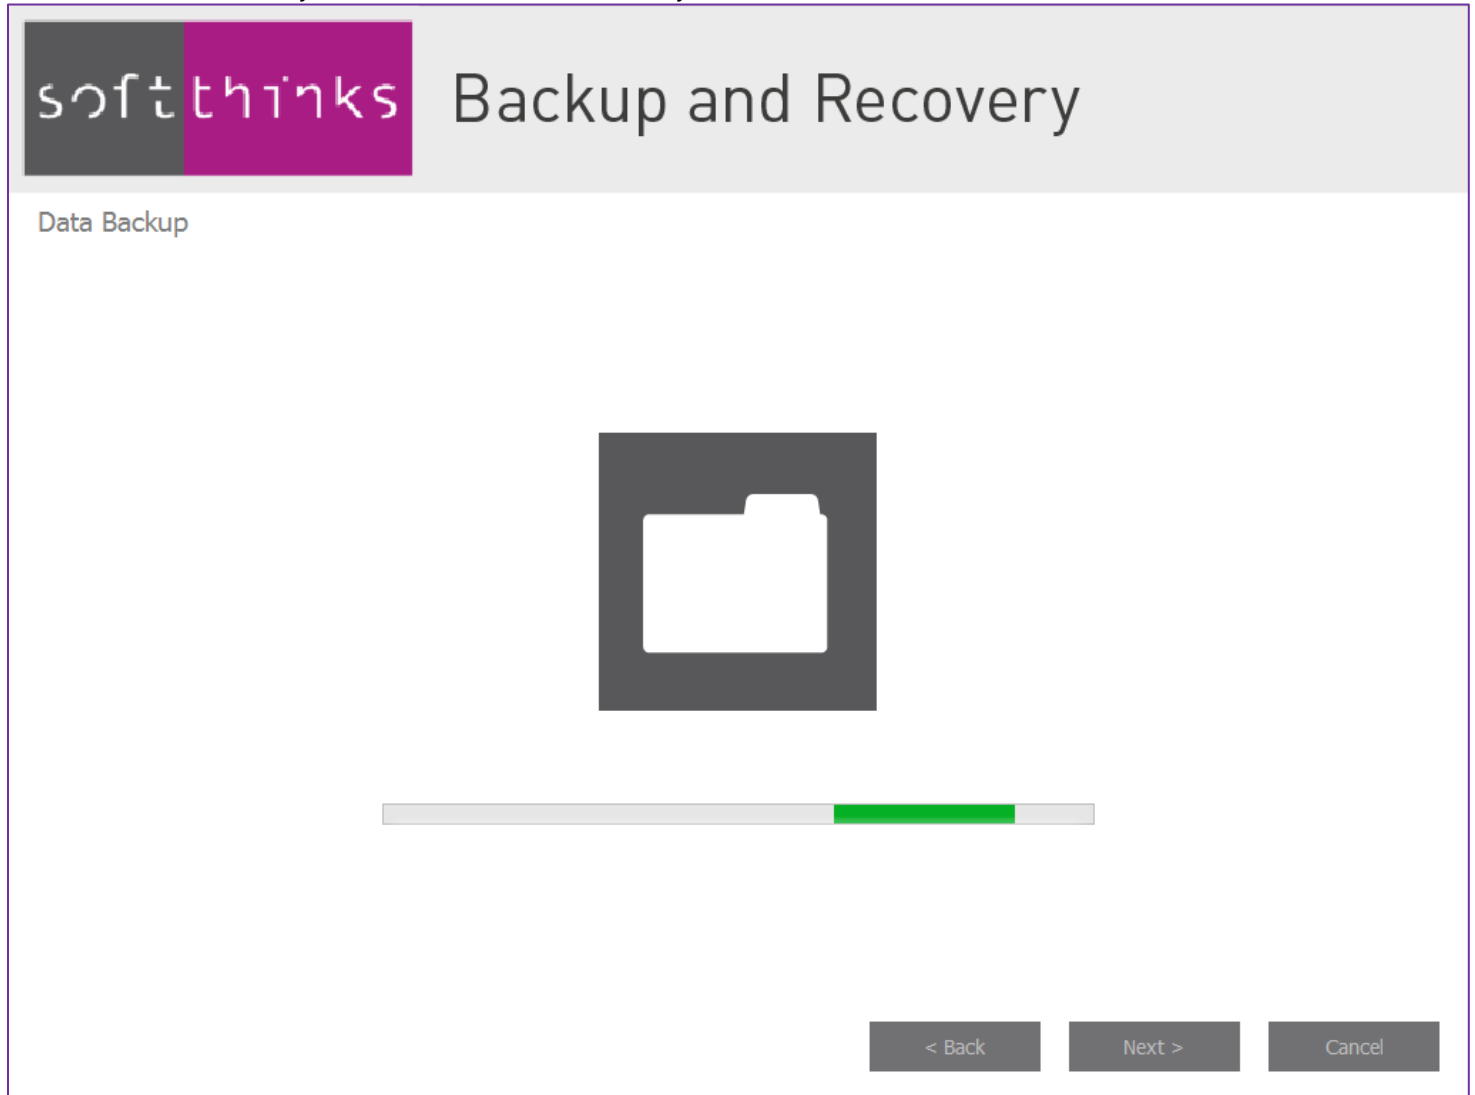 softthinks
Backup and Recovery
Data Backup
< Back
Next >
Cancel